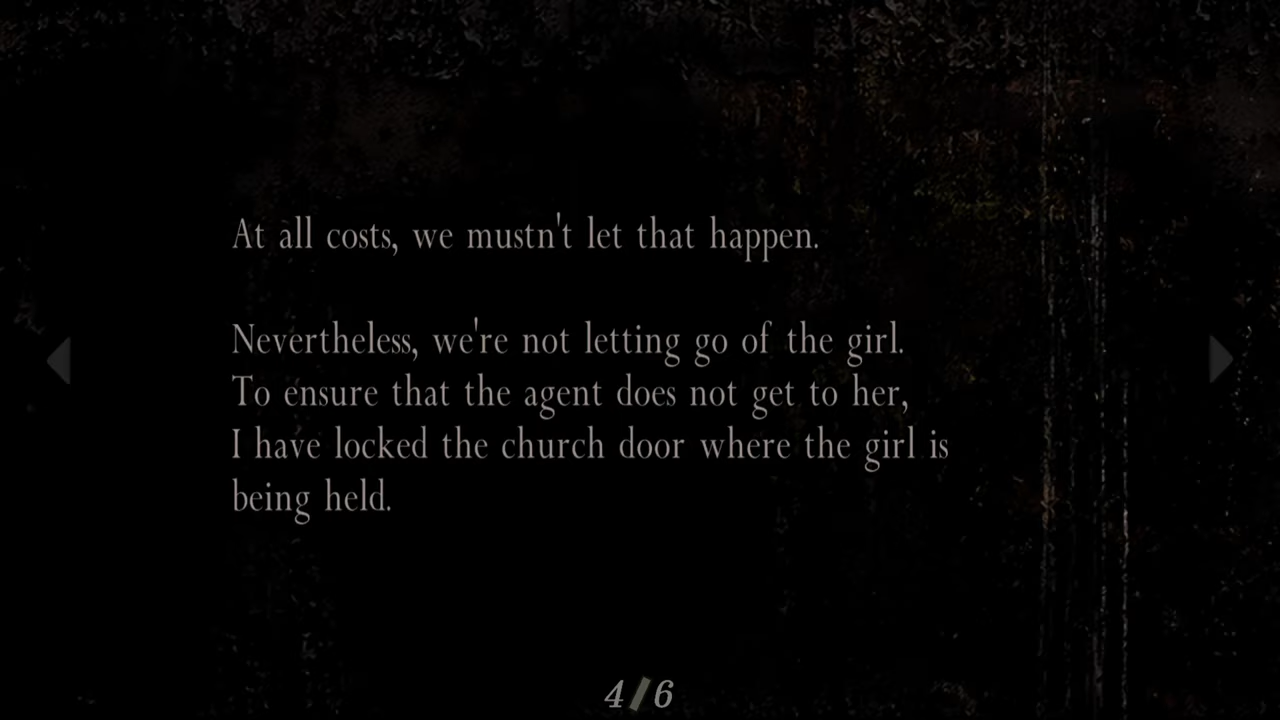 At all costs, we mustn't let that happen.
Nevertheless, we're not letting go of the girl.
To ensure that the agent does not get to her,
I have locked the church door where the girl is
being held.
4/6